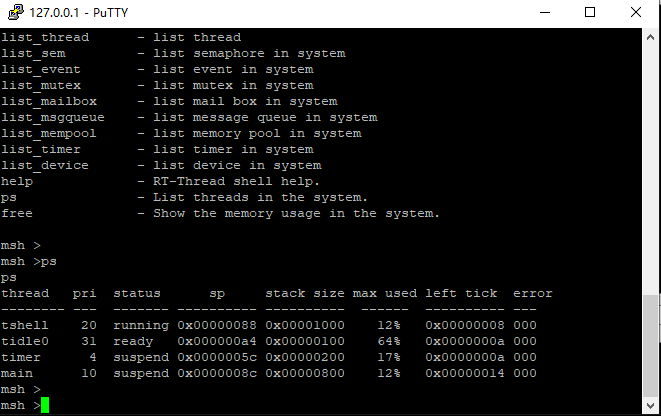 127.0.0.1 - PuTTY
list_thread      - list thread
list_sem         - list semaphore in system
list_event       - list event in system
list_mutex       - list mutex in system
list_mailbox     - list mail box in system
list_msgqueue    - list message queue in system
list_mempool     - list memory pool in system
list_timer       - list timer in system
list_device      - list device in system
help             - RT-Thread shell help.
ps               - List threads in the system.
free             - Show the memory usage in the system.
msh >
msh >ps
ps
thread   pri  status      sp     stack size max used left tick  error
-------- ---  ------- ---------- ----------  ------  ---------- ---
tshell    20  running 0x00000088 0x00001000    12%   0x00000008 000
tidle0    31  ready   0x000000a4 0x00000100    64%   0x0000000a 000
timer      4  suspend 0x0000005c 0x00000200    17%   0x0000000a 000
main      10  suspend 0x0000008c 0x00000800    12%   0x00000014 000
msh >
msh >